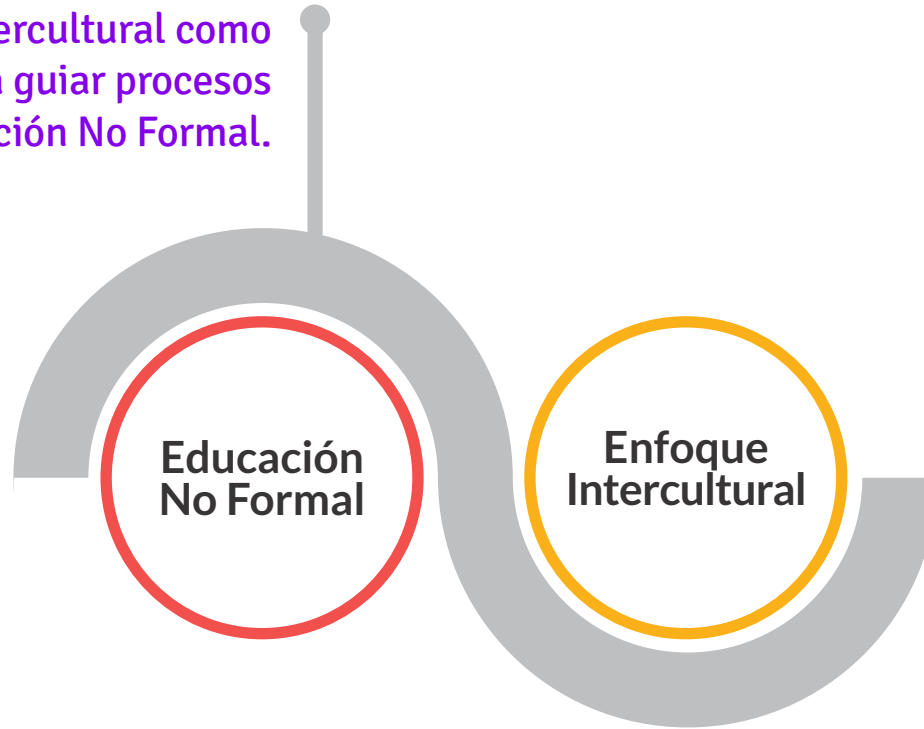 ercultural como
guiar procesos
ción No Formal.
Educación
No Formal
Enfoque
Intercultural